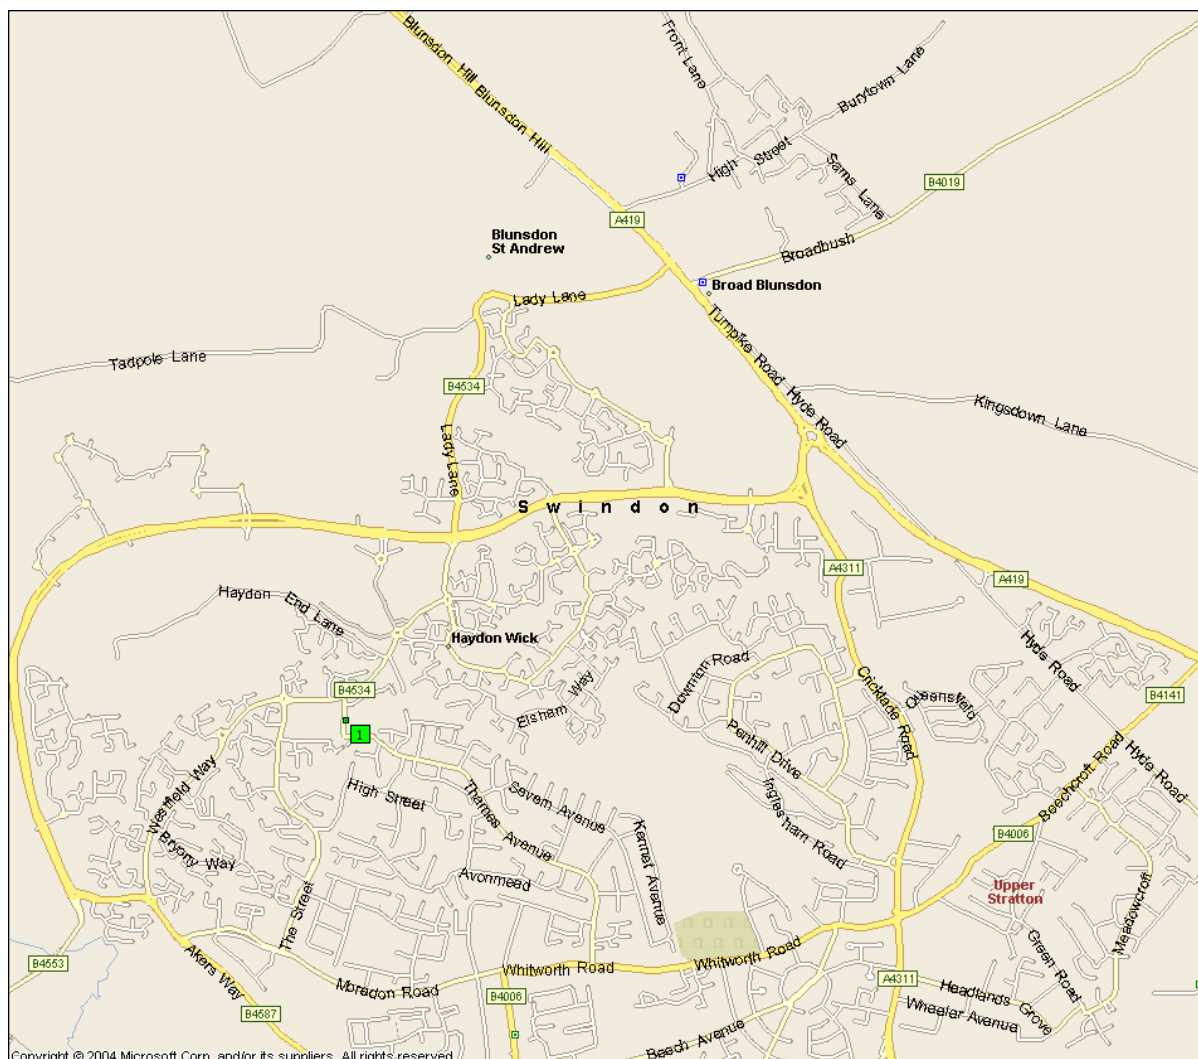 Front Lane
Blunsdon Hill
Blunsdon Hill
Burytown Lane
High Street
Sams Lane
B4019
A419
Blunsdon
St Andrew
Broadbush
Broad Blunsdon
Lady Lane
Turnpike Road
Tadpole Lane
B4534
Hyde Road
Kingsdown Lane
Lady Lane
Swindon
A4311
A419
Haydon End Lane
Haydon Wick
Hyde Road
Downton Road
B4534
Elsham Way
Cricklade Road
Queensfield
B4141
1
Penhill Drive
Westfield Way
High Street
Severn Avenue
Thames Avenue
Inglesham Road
Beechcroft Road
Hyde Road
Kennet Avenue
B4006
Bryony Way
Avonmead
Upper
Stratton
Meadowcroft
The Street
B4553
Akers Way
Whitworth Road
Whitworth Road
Green Road
Moredon Road
B4006
A4311
Headlands Grove
Wheeler Avenue
B4587
Beech Avenue
Copyright © 2004 Microsoft Corp. and/or its suppliers. All rights reserved.